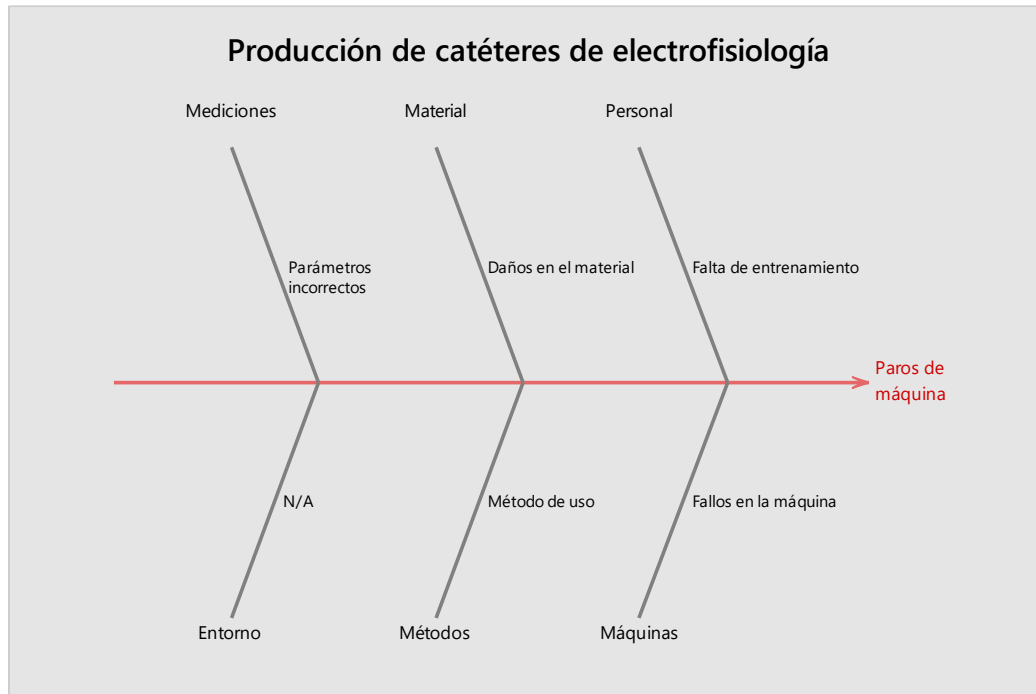 Producción de catéteres de electrofisiología
Mediciones
Material
Personal
Parámetros
incorrectos
Daños en el material
Falta de entrenamiento
Paros de
máquina
N/A
Método de uso
Fallos en la máquina
Entorno
Métodos
Máquinas